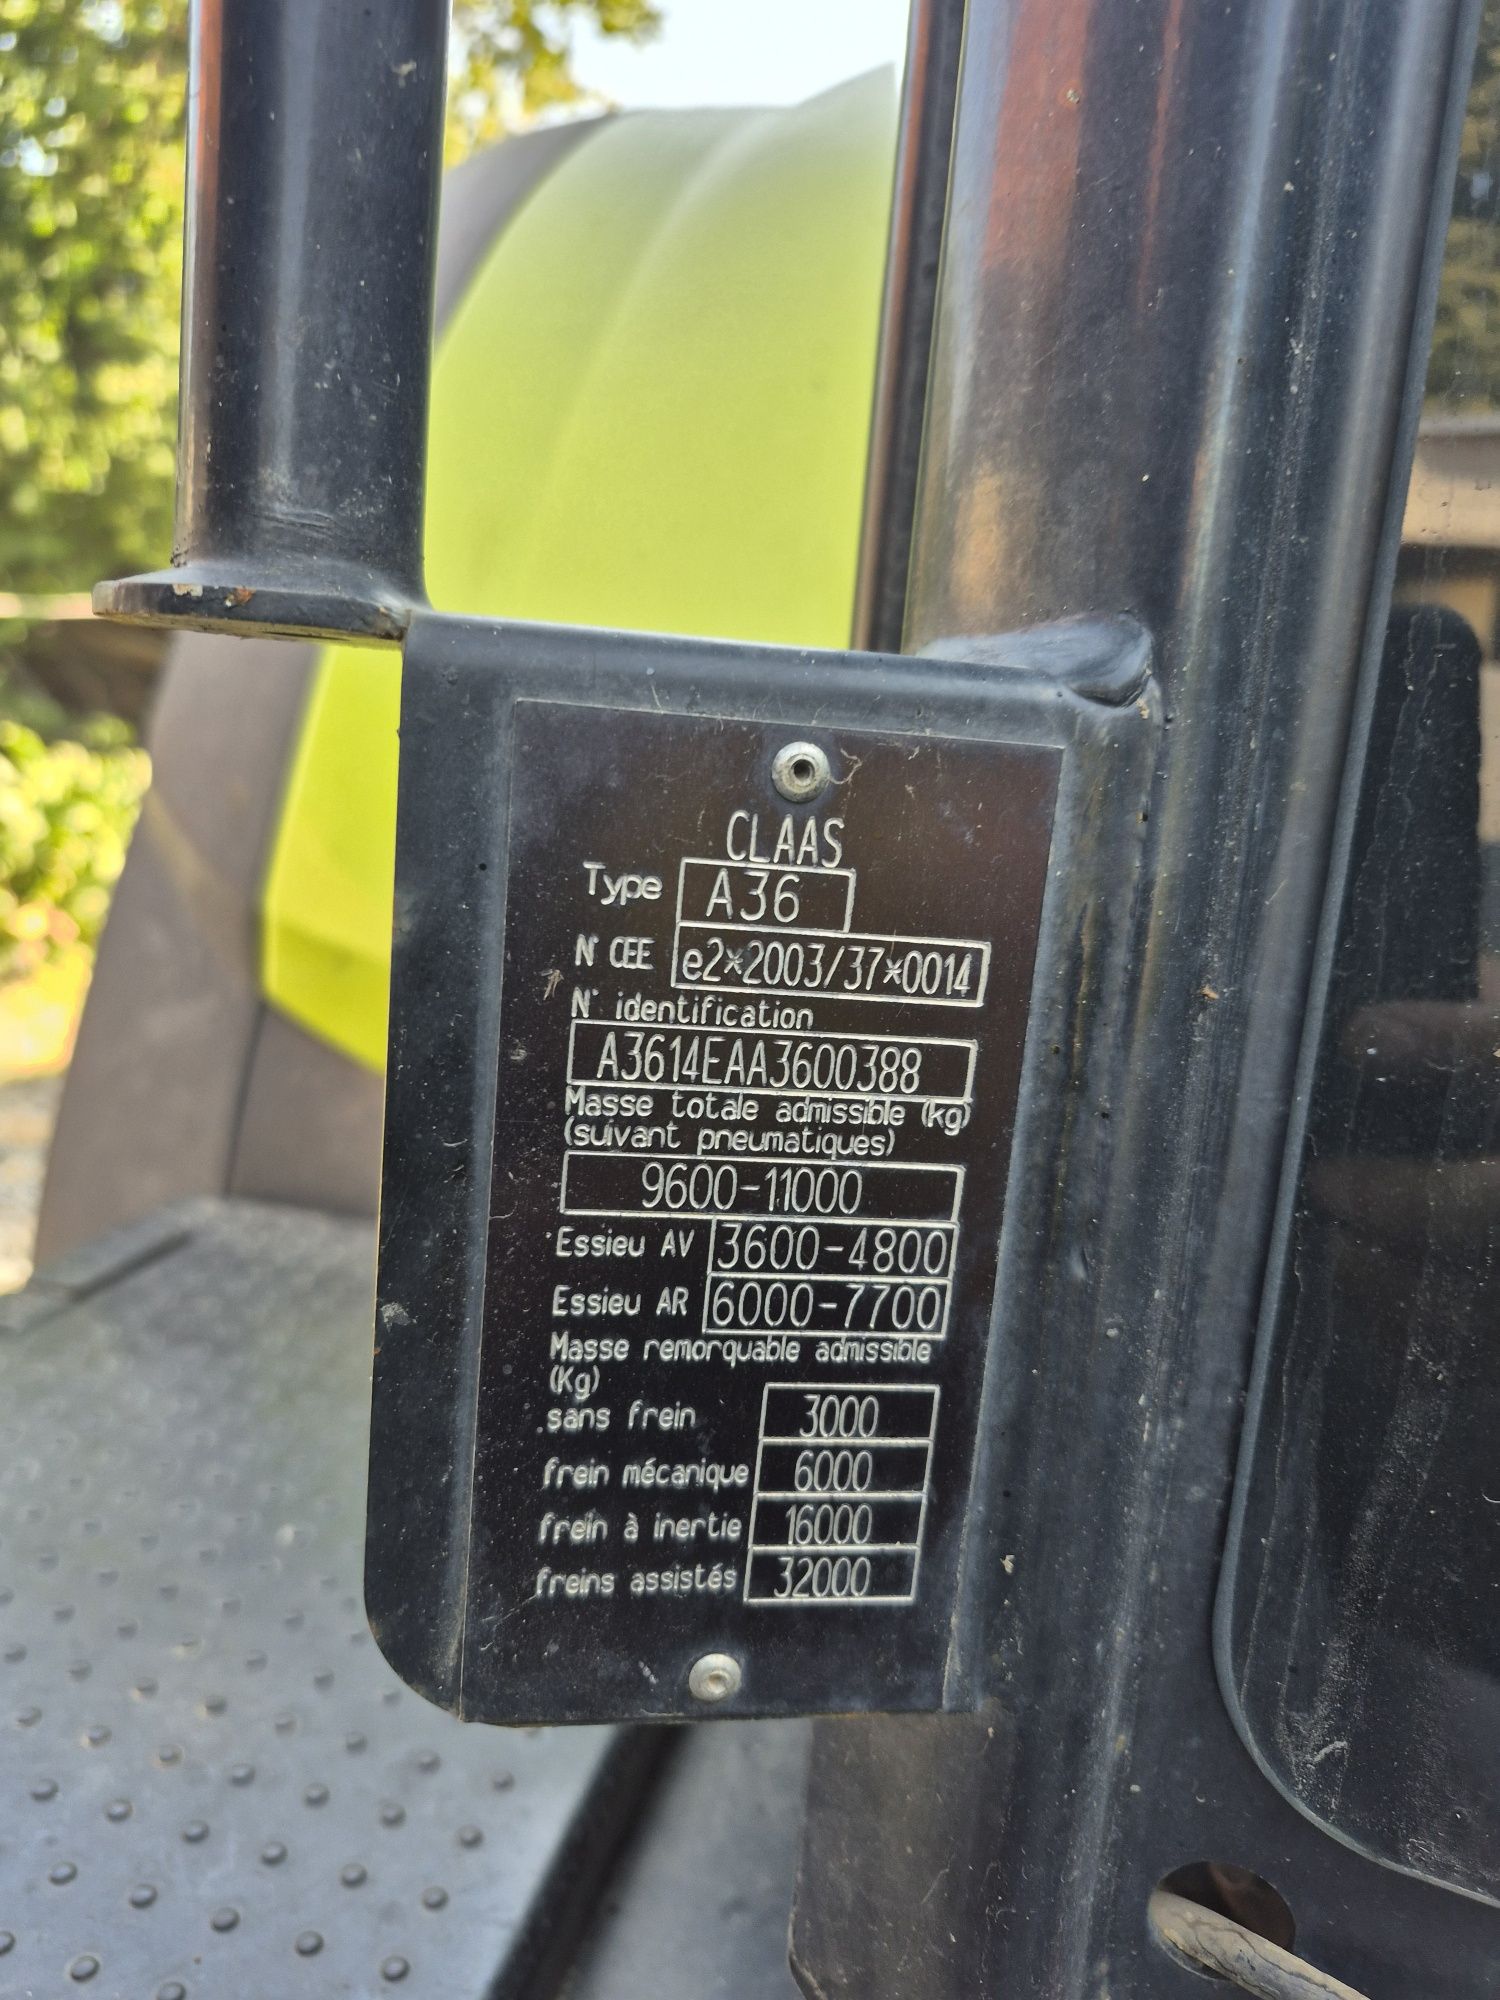 CLAAS
Type A36
N° CEE e2*2003/37*0014
N° identification
A3614EAA3600388
Masse totale admissible (kg)
(suivant pneumatiques)
9600-11000
Essieu AV 3600-4800
Essieu AR 6000-7700
Masse remorquable admissible
(Kg)
sans frein 3000
frein mécanique 6000
frein à inertie 16000
freins assistés 32000